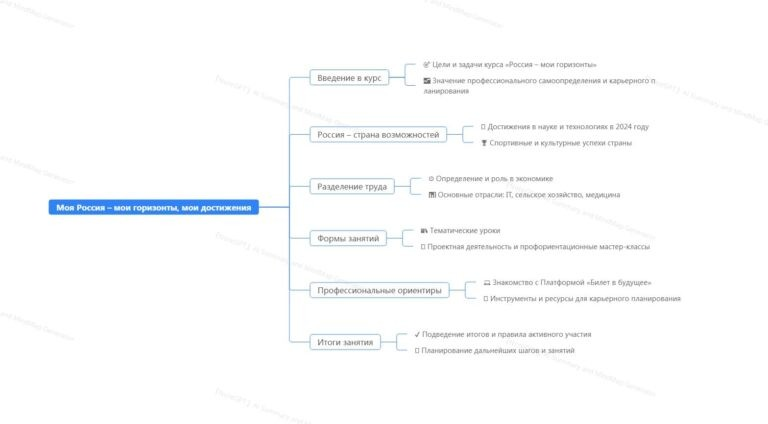 Цели и задачи курса «Россия – мои горизонты»
Введение в курс
Значение профессионального самоопределения и карьерного п
ланирования
Достижения в науке и технологиях в 2024 году
Россия – страна возможностей
Спортивные и культурные успехи страны
Определение и роль в экономике
Разделение труда
Основные отрасли: IT, сельское хозяйство, медицина
Моя Россия – мои горизонты, мои достижения
Тематические уроки
Формы занятий
Проектная деятельность и профориентационные мастер-классы
Знакомство с Платформой «Билет в будущее»
Профессиональные ориентиры
Инструменты и ресурсы для карьерного планирования
Подведение итогов и правила активного участия
Итоги занятия
Планирование дальнейших шагов и занятий